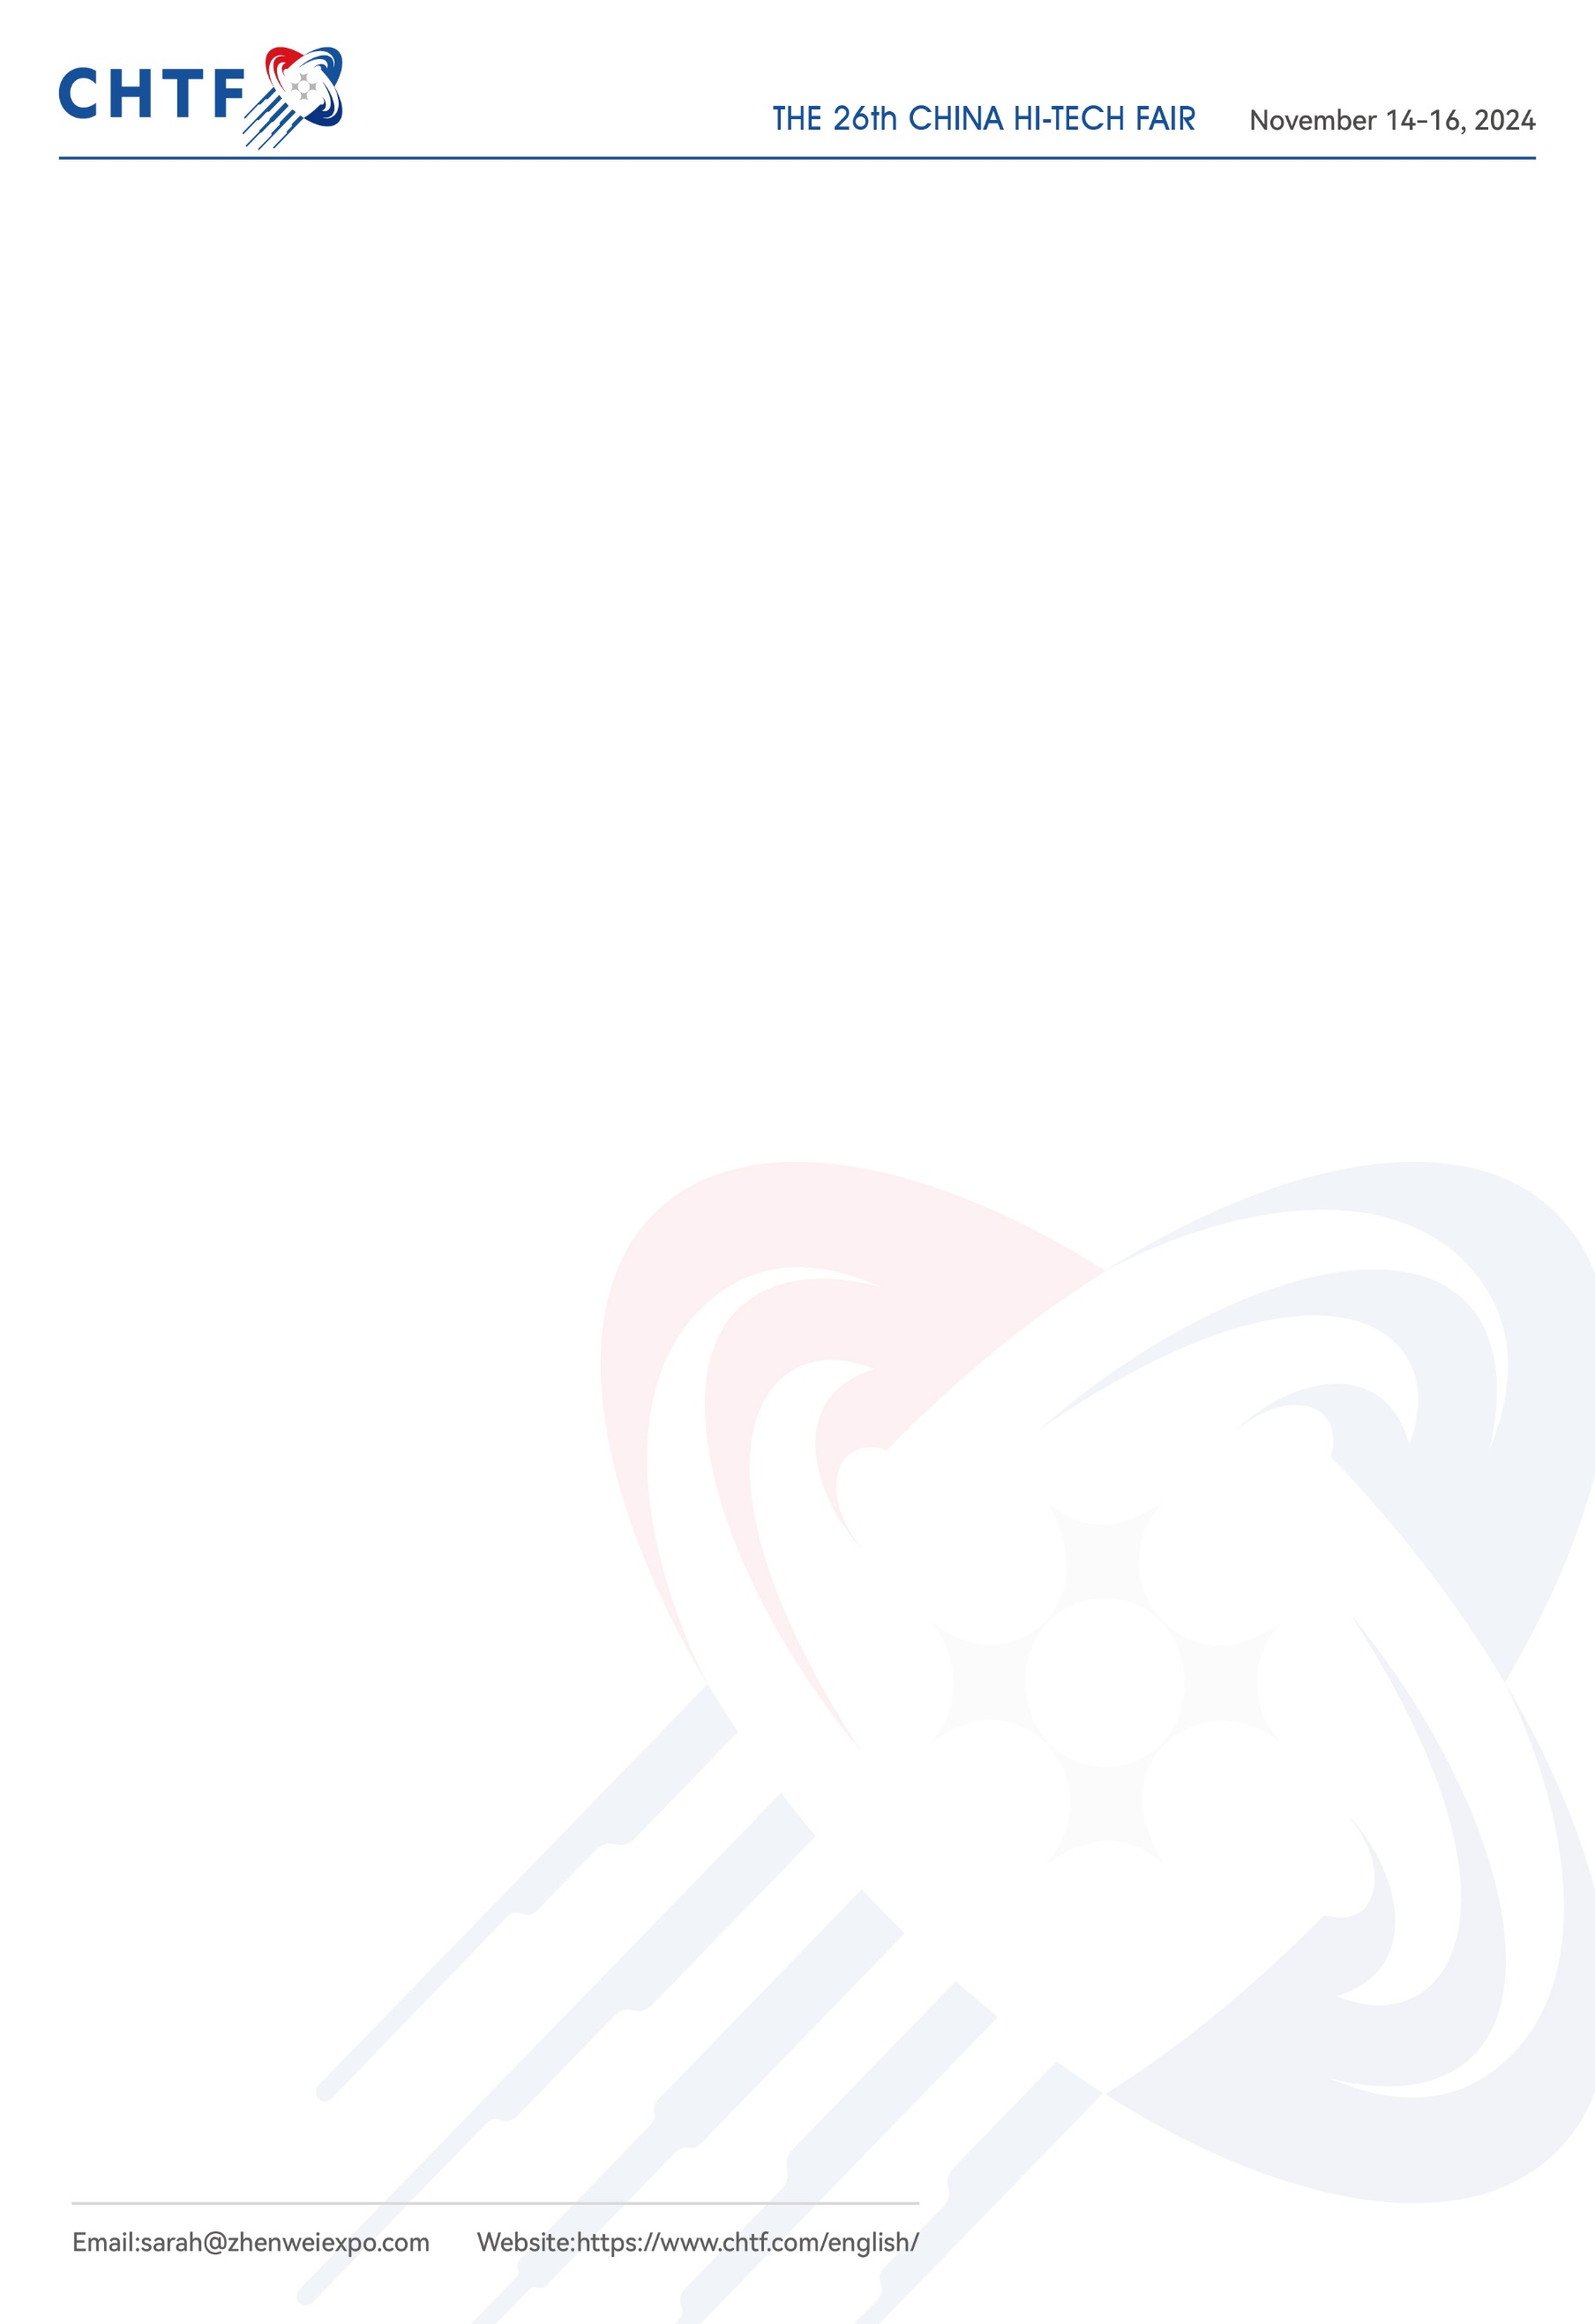 CHTF
THE 26th CHINA HI-TECH FAIR November 14-16, 2024
Email:sarah@zhenweiexpo.com Website:https://www.chtf.com/english/